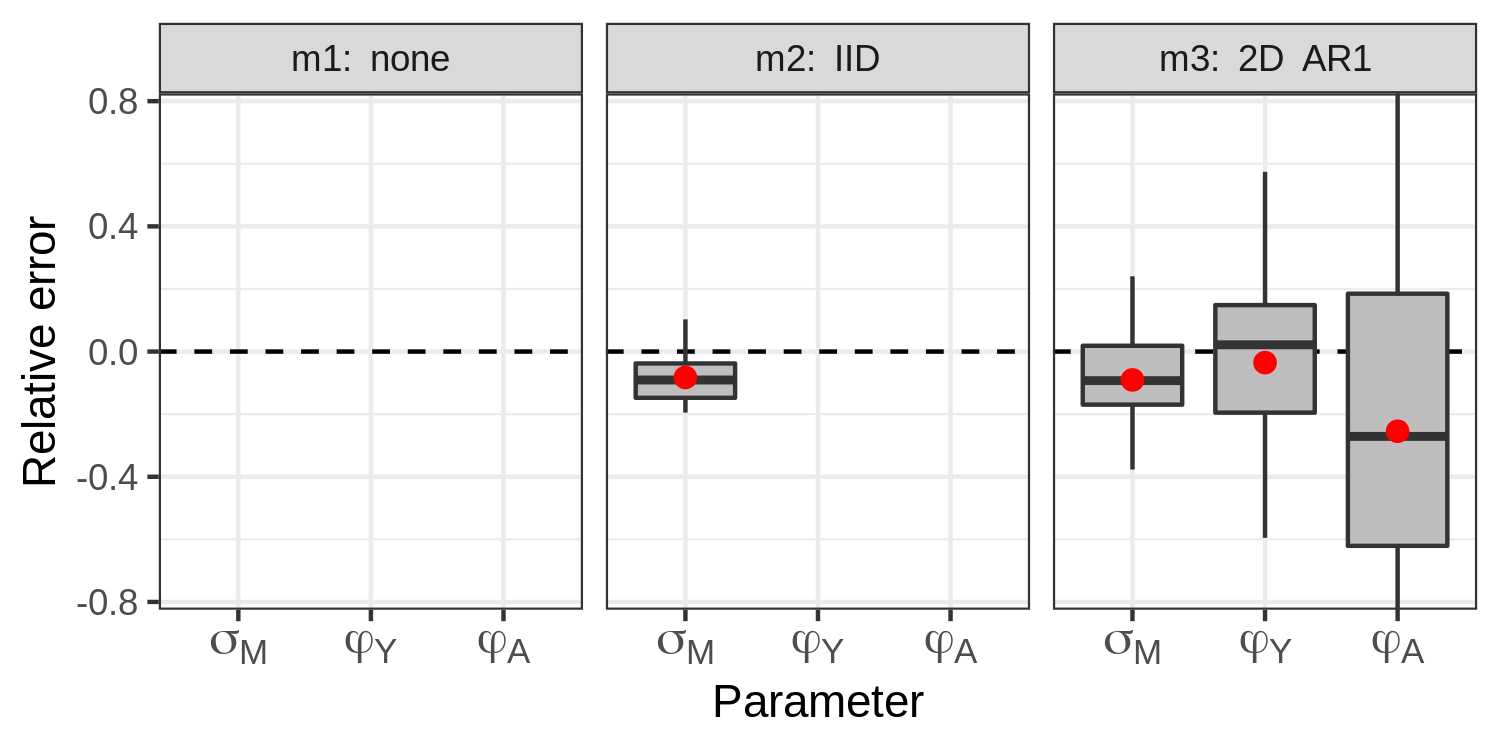 m1: none
m2: IID
m3: 2D AR1
Relative error
0.8
0.4
0.0
-0.4
-0.8
σM φY φA
σM φY φA
σM φY φA
Parameter